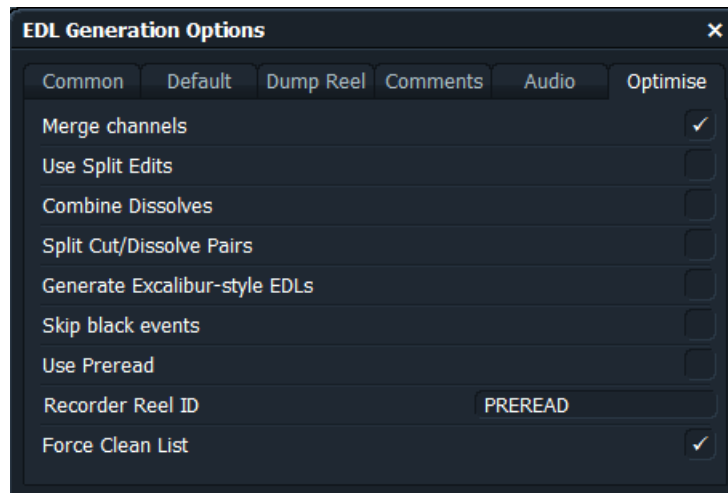 EDL Generation Options ×
Common Default Dump Reel Comments Audio Optimise
Merge channels ✓
Use Split Edits
Combine Dissolves
Split Cut/Dissolve Pairs
Generate Excalibur-style EDLs
Skip black events
Use Preread
Recorder Reel ID PREREAD
Force Clean List ✓